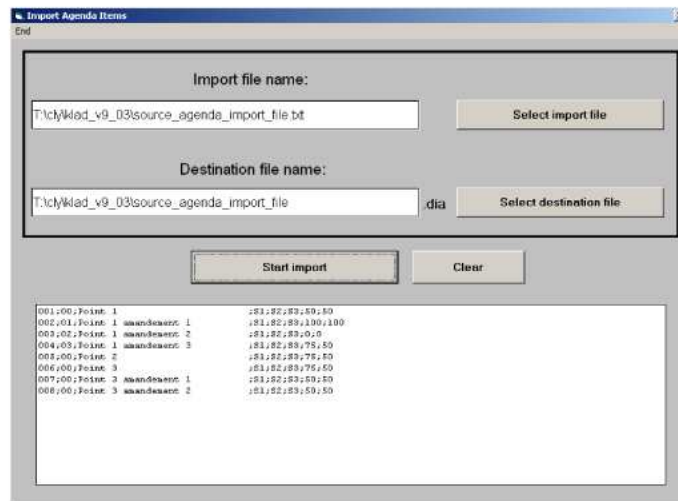 Import Agenda Items
End
Import file name:
T:\cly\klad_v9_03\source_agenda_import_file.txt
Select import file
Destination file name:
T:\cly\klad_v9_03\source_agenda_import_file
.dia
Select destination file
Start import
Clear
001;00;Point 1 ;S1;S2;S3;50;50
002;01;Point 1 amandement 1 ;S1;S2;S3;100;100
003;02;Point 1 amandement 2 ;S1;S2;S3;0;0
004;03;Point 1 amandement 3 ;S1;S2;S3;75;50
005;00;Point 2 ;S1;S2;S3;75;50
006;00;Point 3 ;S1;S2;S3;75;50
007;00;Point 3 amandement 1 ;S1;S2;S3;50;50
008;00;Point 3 amandement 2 ;S1;S2;S3;50;50